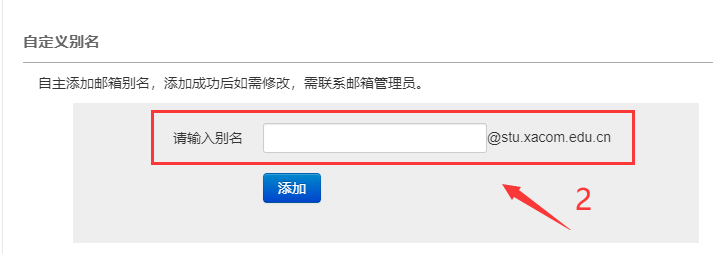 自定义别名
自主添加邮箱别名，添加成功后如需修改，需联系邮箱管理员。
请输入别名 @stu.xacom.edu.cn
添加
2